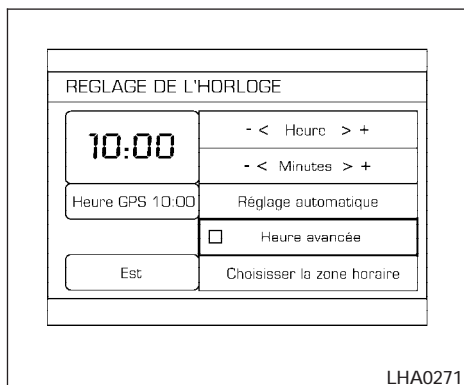 REGLAGE DE L'HORLOGE
10:00
- < Heure > +
- < Minutes > +
Heure GPS 10:00
Réglage automatique
Heure avancée
Est
Choisisser la zone horaire
LHA0271